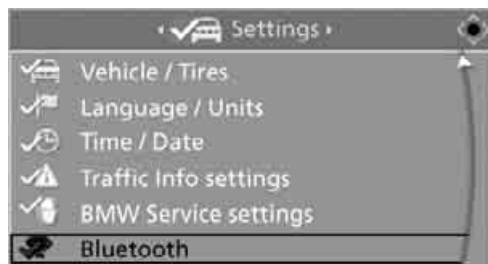 Settings
Vehicle / Tires
Language / Units
Time / Date
Traffic Info settings
BMW Service settings
Bluetooth